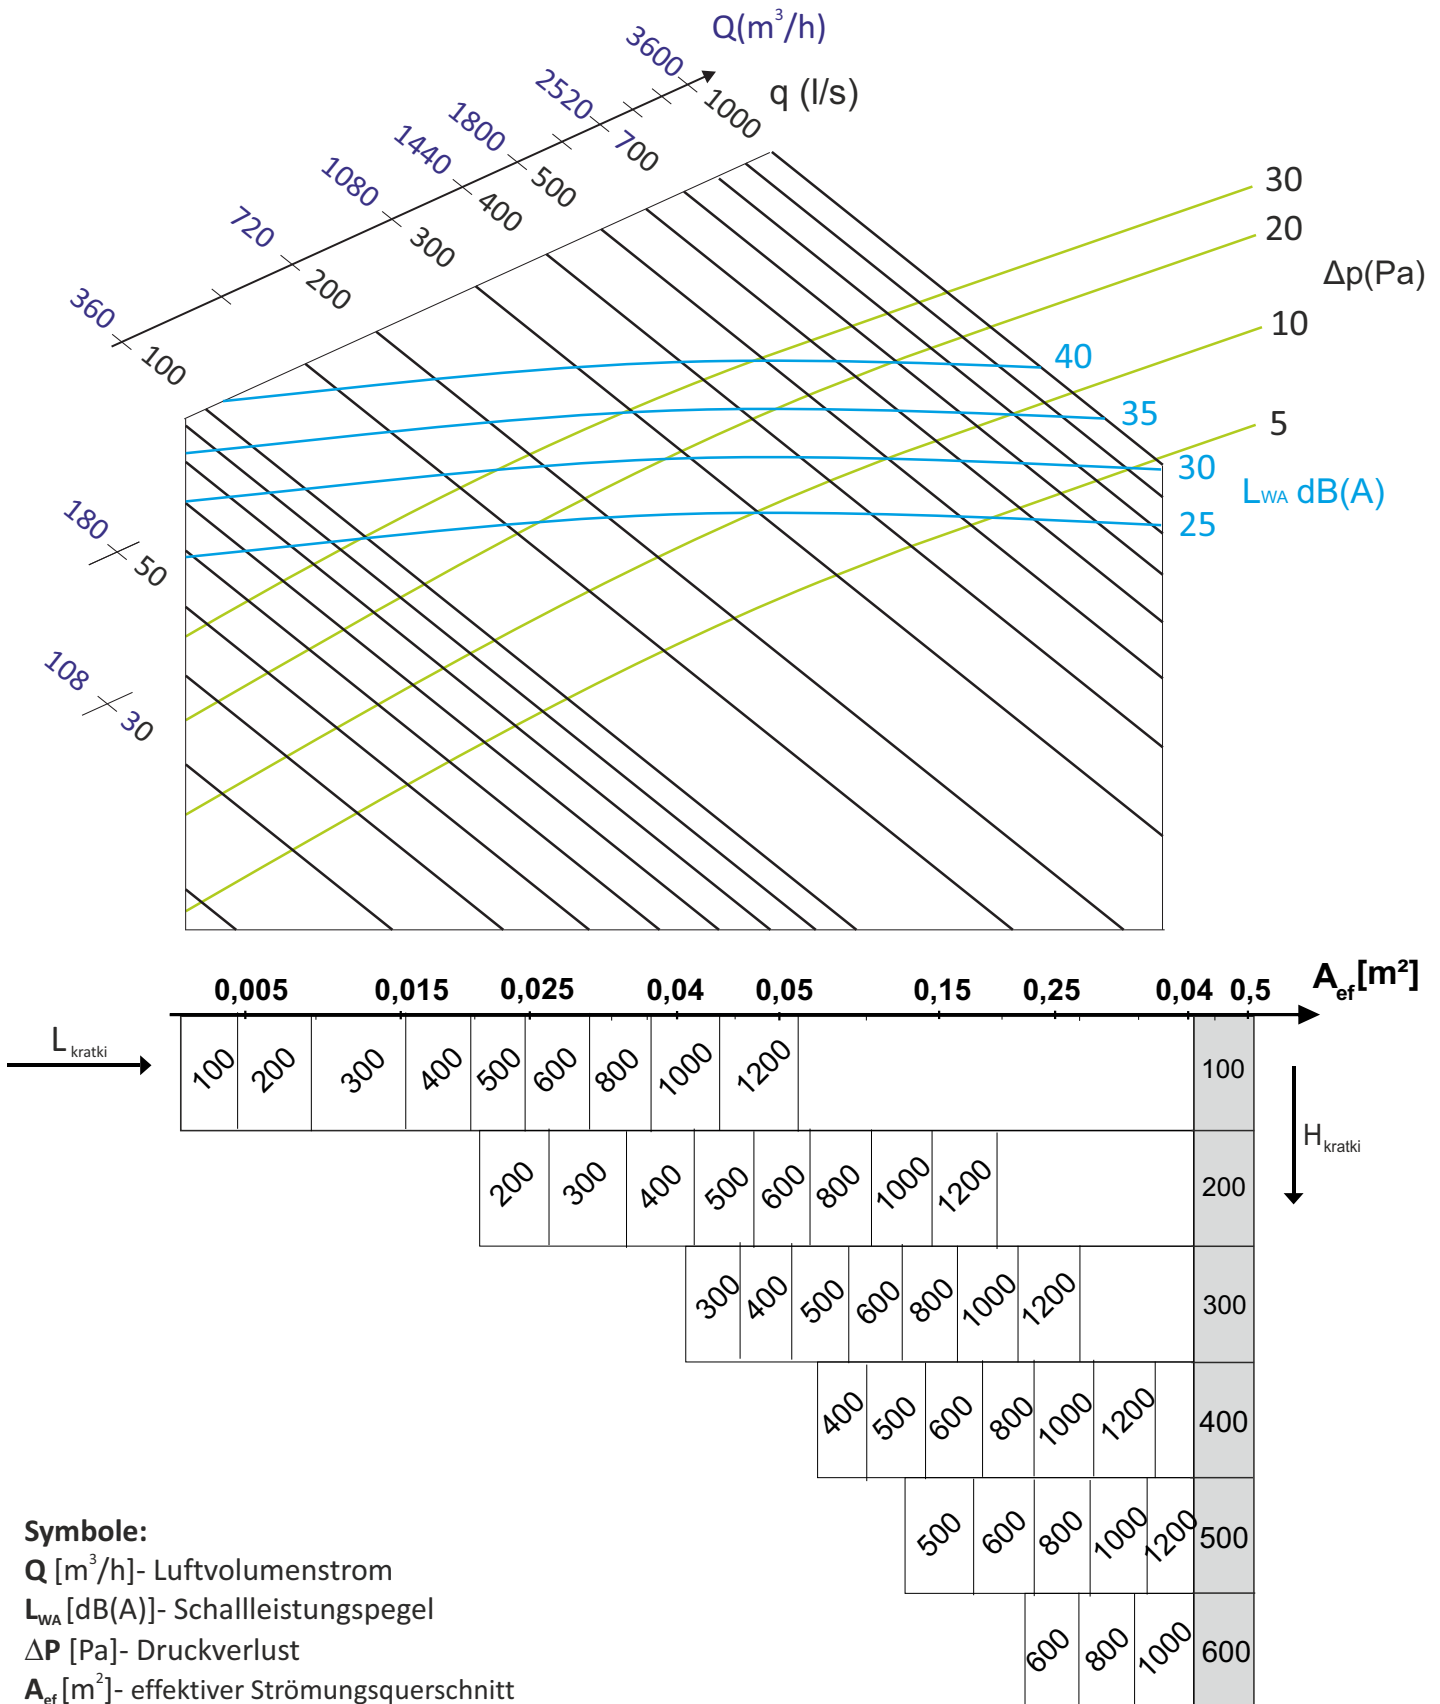 Q(m³/h)
q (l/s)
360 720 1080 1440 1800 2520 3600
100 200 300 400 500 700 1000
180 50
108 30
30
20
Δp(Pa)
10
5
40
35
30
25
LWA dB(A)
0,005 0,015 0,025 0,04 0,05 0,15 0,25 0,04 0,5 Aef [m²]
L kratki
100 200 300 400 500 600 800 1000 1200 100
H kratki
200 300 400 500 600 800 1000 1200 200
300 400 500 600 800 1000 1200 300
400 500 600 800 1000 1200 400
500 600 800 1000 1200 500
600 800 1000 600
Symbole:
Q [m³/h]- Luftvolumenstrom
LWA [dB(A)]- Schallleistungspegel
ΔP [Pa]- Druckverlust
Aef [m²]- effektiver Strömungsquerschnitt